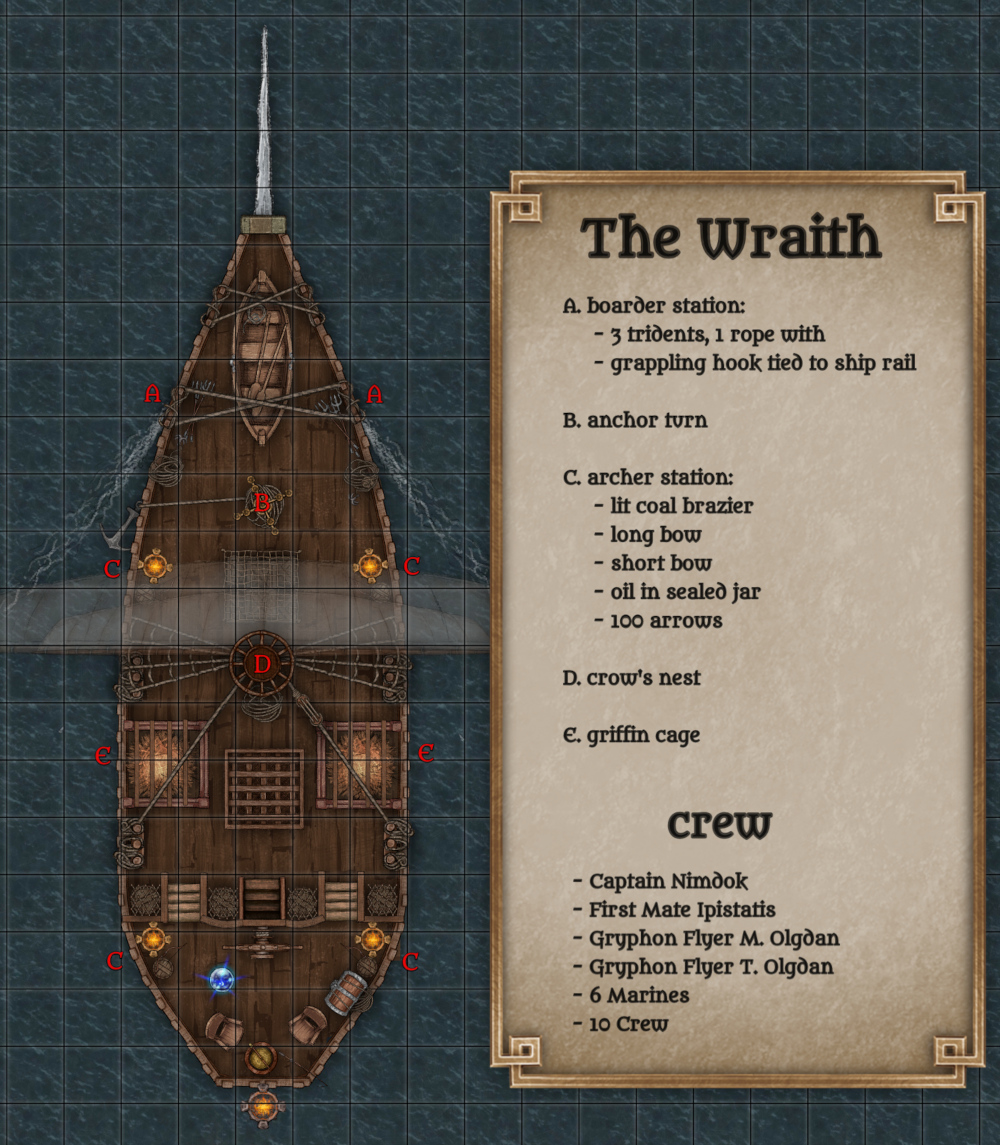 The Wraith
A. boarder station:
- 3 tridents, 1 rope with
- grappling hook tied to ship rail
B. anchor turn
C. archer station:
- lit coal brazier
- long bow
- short bow
- oil in sealed jar
- 100 arrows
D. crow's nest
E. griffin cage
crew
- Captain Nimdok
- First Mate Ipistatis
- Gryphon Flyer M. Olgdan
- Gryphon Flyer T. Olgdan
- 6 Marines
- 10 Crew
A A
B
C C
D
E E
C C